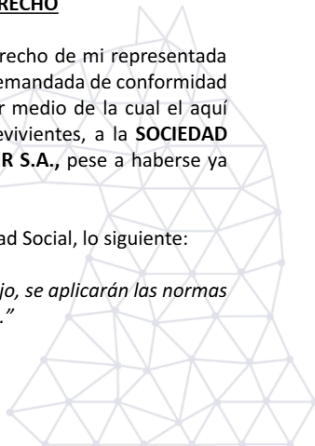 RECHO
recho de mi representada
emandada de conformidad
r medio de la cual el aquí
evivientes, a la SOCIEDAD
R S.A., pese a haberse ya
ad Social, lo siguiente:
jo, se aplicarán las normas
.”